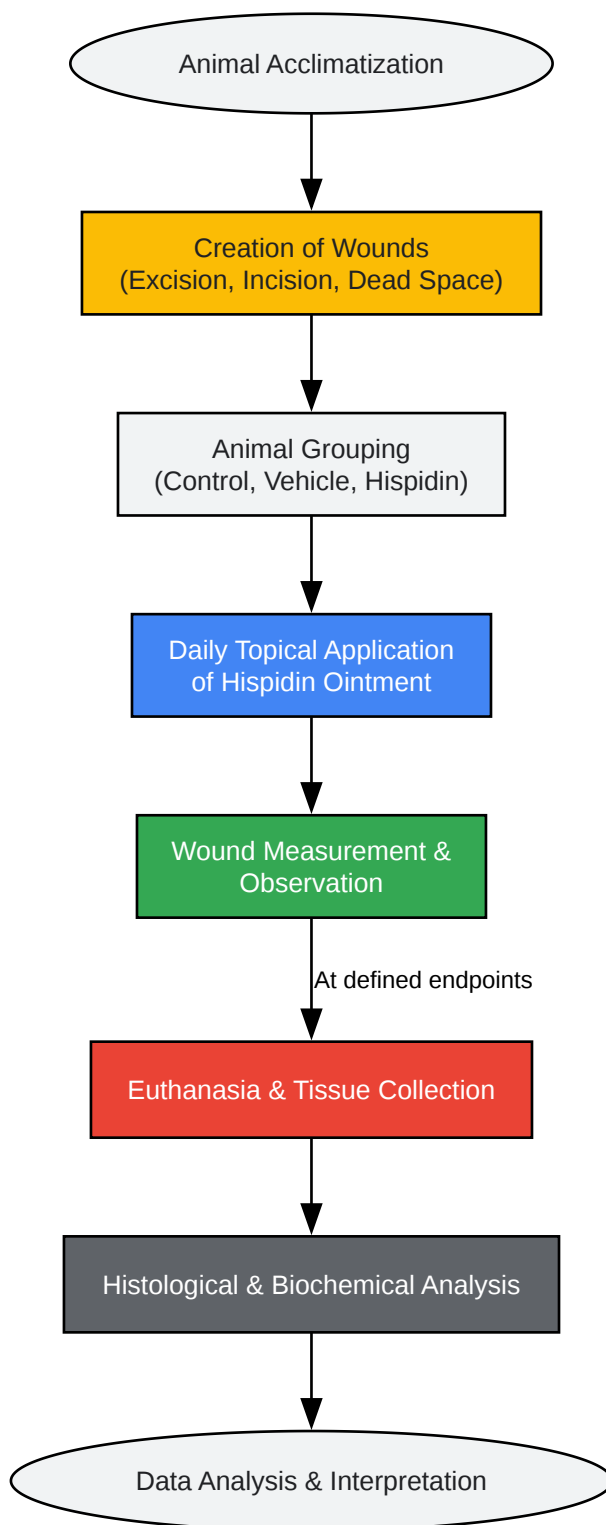 Animal Acclimatization
Creation of Wounds
(Excision, Incision, Dead Space)
Animal Grouping
(Control, Vehicle, Hispidin)
Daily Topical Application
of Hispidin Ointment
Wound Measurement &
Observation
At defined endpoints
Euthanasia & Tissue Collection
Histological & Biochemical Analysis
Data Analysis & Interpretation